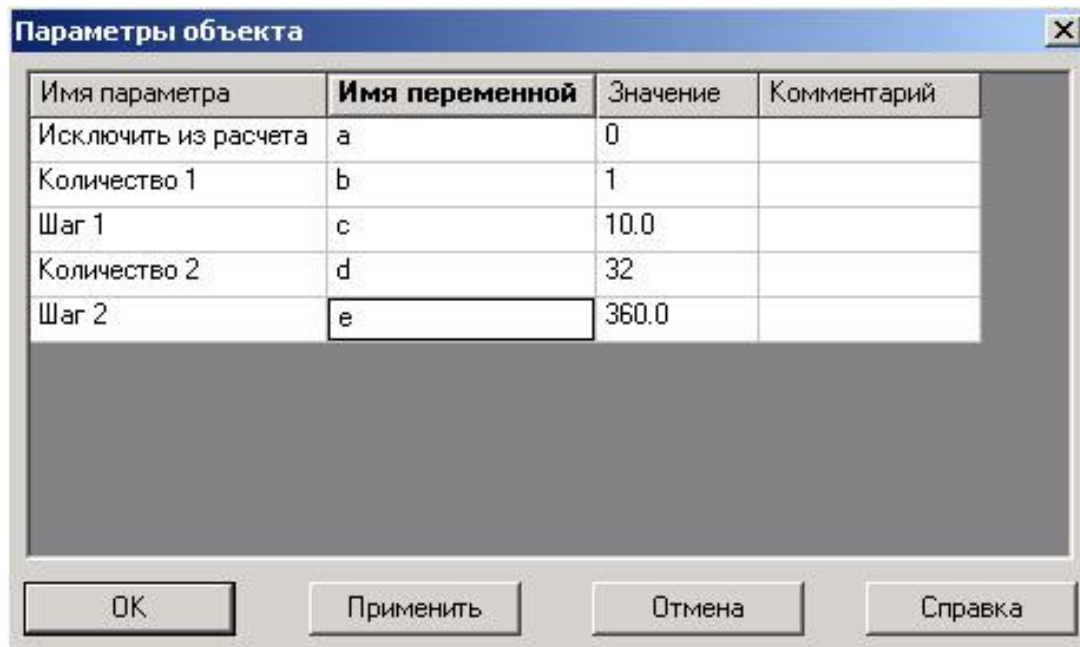 Параметры объекта
Имя параметра Имя переменной Значение Комментарий
Исключить из расчета a 0
Количество 1 b 1
Шаг 1 c 10.0
Количество 2 d 32
Шаг 2 e 360.0
OK Применить Отмена Справка